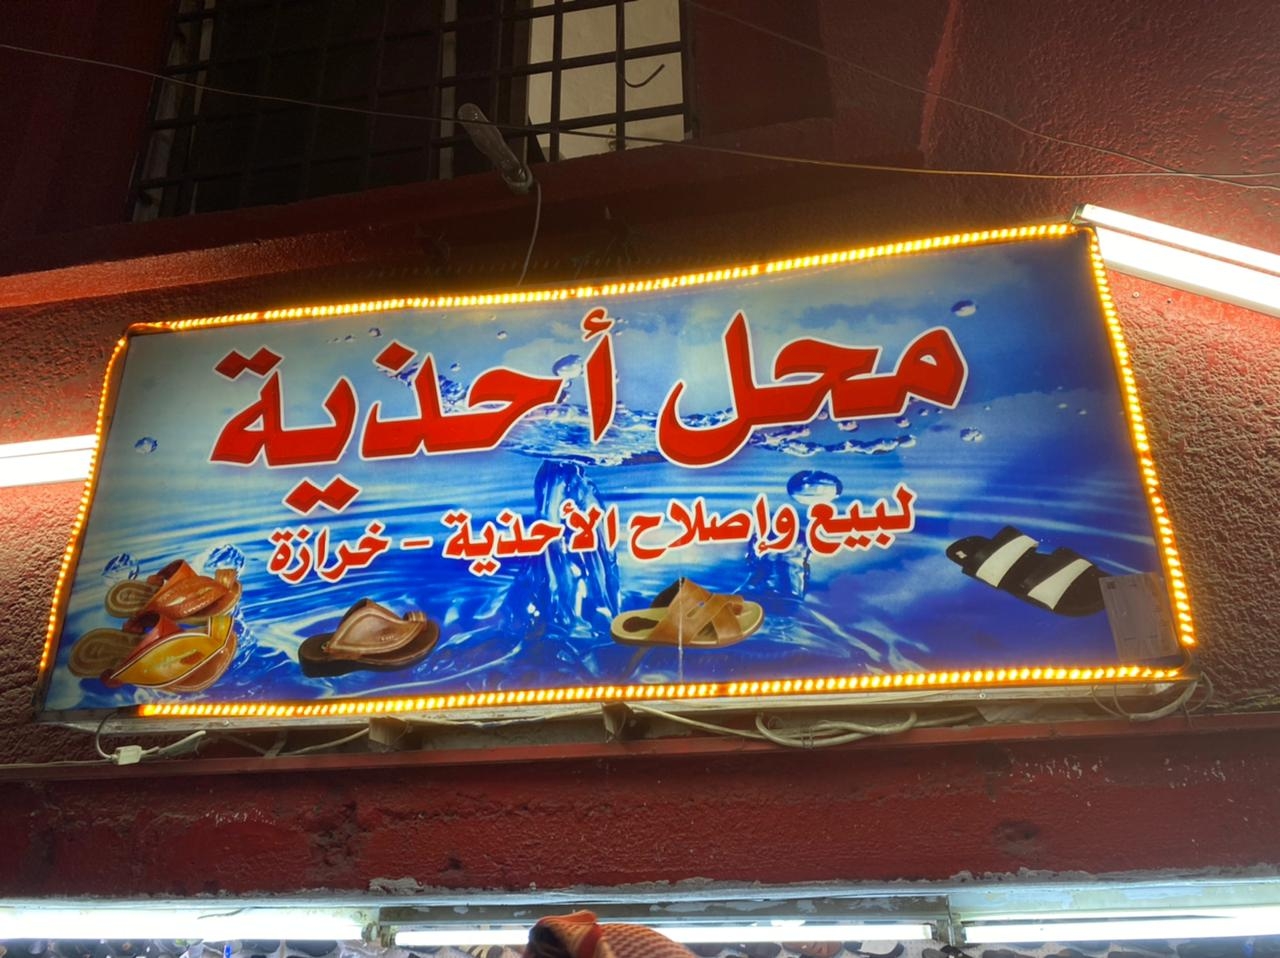 محل أحذية
لبيع وإصلاح الأحذية - خرازة